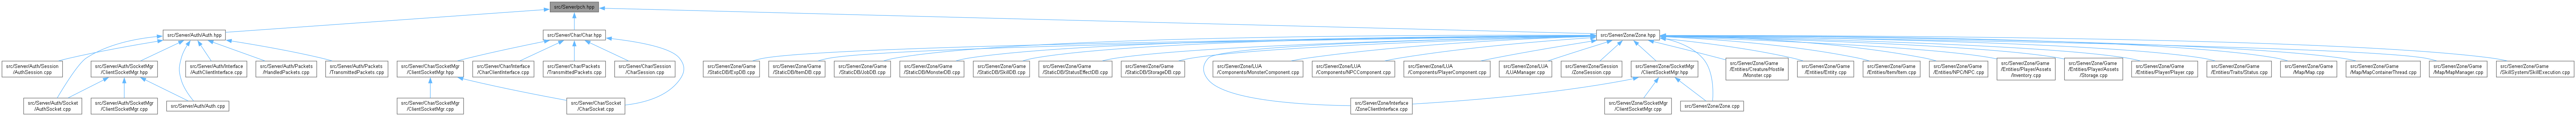 src/Server/pch.hpp
src/Server/Auth/Auth.hpp
src/Server/Char/Char.hpp
src/Server/Zone/Zone.hpp
src/Server/Auth/Session
/AuthSession.cpp
src/Server/Auth/SocketMgr
/ClientSocketMgr.hpp
src/Server/Auth/Interface
/AuthClientInterface.cpp
src/Server/Auth/Packets
/HandledPackets.cpp
src/Server/Auth/Packets
/TransmittedPackets.cpp
src/Server/Char/SocketMgr
/ClientSocketMgr.hpp
src/Server/Char/Interface
/CharClientInterface.cpp
src/Server/Char/Packets
/TransmittedPackets.cpp
src/Server/Char/Session
/CharSession.cpp
src/Server/Zone/Game
/StaticDB/ExpDB.cpp
src/Server/Zone/Game
/StaticDB/ItemDB.cpp
src/Server/Zone/Game
/StaticDB/JobDB.cpp
src/Server/Zone/Game
/StaticDB/MonsterDB.cpp
src/Server/Zone/Game
/StaticDB/SkillDB.cpp
src/Server/Zone/Game
/StaticDB/StatusEffectDB.cpp
src/Server/Zone/Game
/StaticDB/StorageDB.cpp
src/Server/Zone/LUA
/Components/MonsterComponent.cpp
src/Server/Zone/LUA
/Components/NPCComponent.cpp
src/Server/Zone/LUA
/Components/PlayerComponent.cpp
src/Server/Zone/LUA
/LUAManager.cpp
src/Server/Zone/Session
/ZoneSession.cpp
src/Server/Zone/SocketMgr
/ClientSocketMgr.hpp
src/Server/Zone/Game
/Entities/Creature/Hostile
/Monster.cpp
src/Server/Zone/Game
/Entities/Entity.cpp
src/Server/Zone/Game
/Entities/Item/Item.cpp
src/Server/Zone/Game
/Entities/NPC/NPC.cpp
src/Server/Zone/Game
/Entities/Player/Assets
/Inventory.cpp
src/Server/Zone/Game
/Entities/Player/Assets
/Storage.cpp
src/Server/Zone/Game
/Entities/Player/Player.cpp
src/Server/Zone/Game
/Entities/Traits/Status.cpp
src/Server/Zone/Game
/Map/Map.cpp
src/Server/Zone/Game
/Map/MapContainerThread.cpp
src/Server/Zone/Game
/Map/MapManager.cpp
src/Server/Zone/Game
/SkillSystem/SkillExecution.cpp
src/Server/Auth/Socket
/AuthSocket.cpp
src/Server/Auth/SocketMgr
/ClientSocketMgr.cpp
src/Server/Auth/Auth.cpp
src/Server/Char/SocketMgr
/ClientSocketMgr.cpp
src/Server/Char/Socket
/CharSocket.cpp
src/Server/Zone/Interface
/ZoneClientInterface.cpp
src/Server/Zone/SocketMgr
/ClientSocketMgr.cpp
src/Server/Zone/Zone.cpp